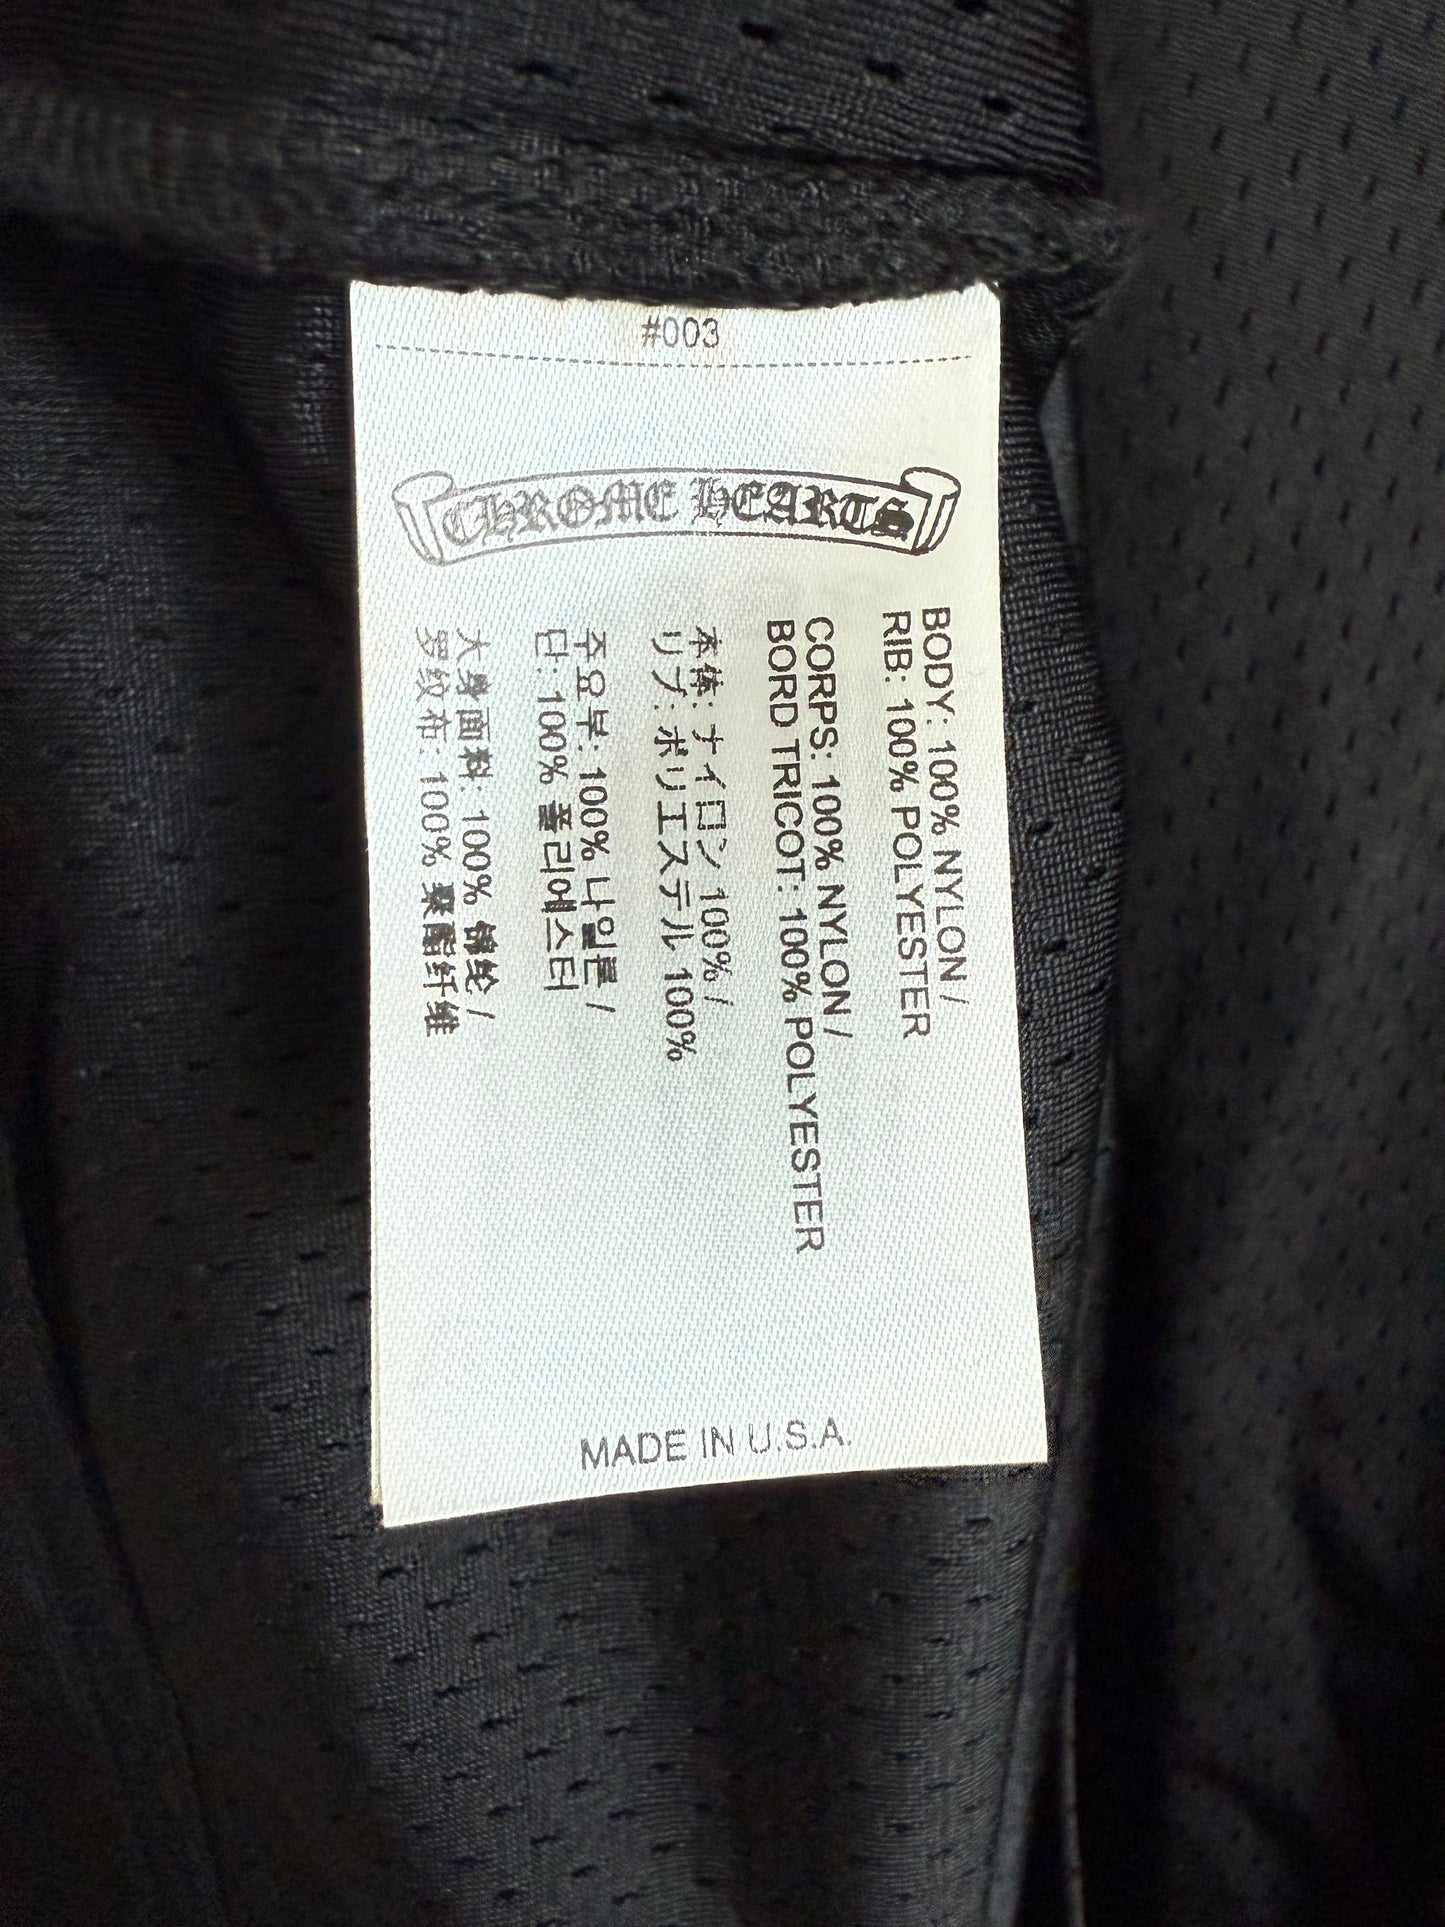 #003
CHROME HEARTS
BODY: 100% NYLON /
RIB: 100% POLYESTER
CORPS: 100% NYLON /
BORD TRICOT: 100% POLYESTER
本体: ナイロン 100% /
リブ: ポリエステル 100%
주요부: 100% 나일론 /
단: 100% 폴리에스터
大身面料: 100% 锦纶 /
罗纹布: 100% 聚酯纤维
MADE IN U.S.A.